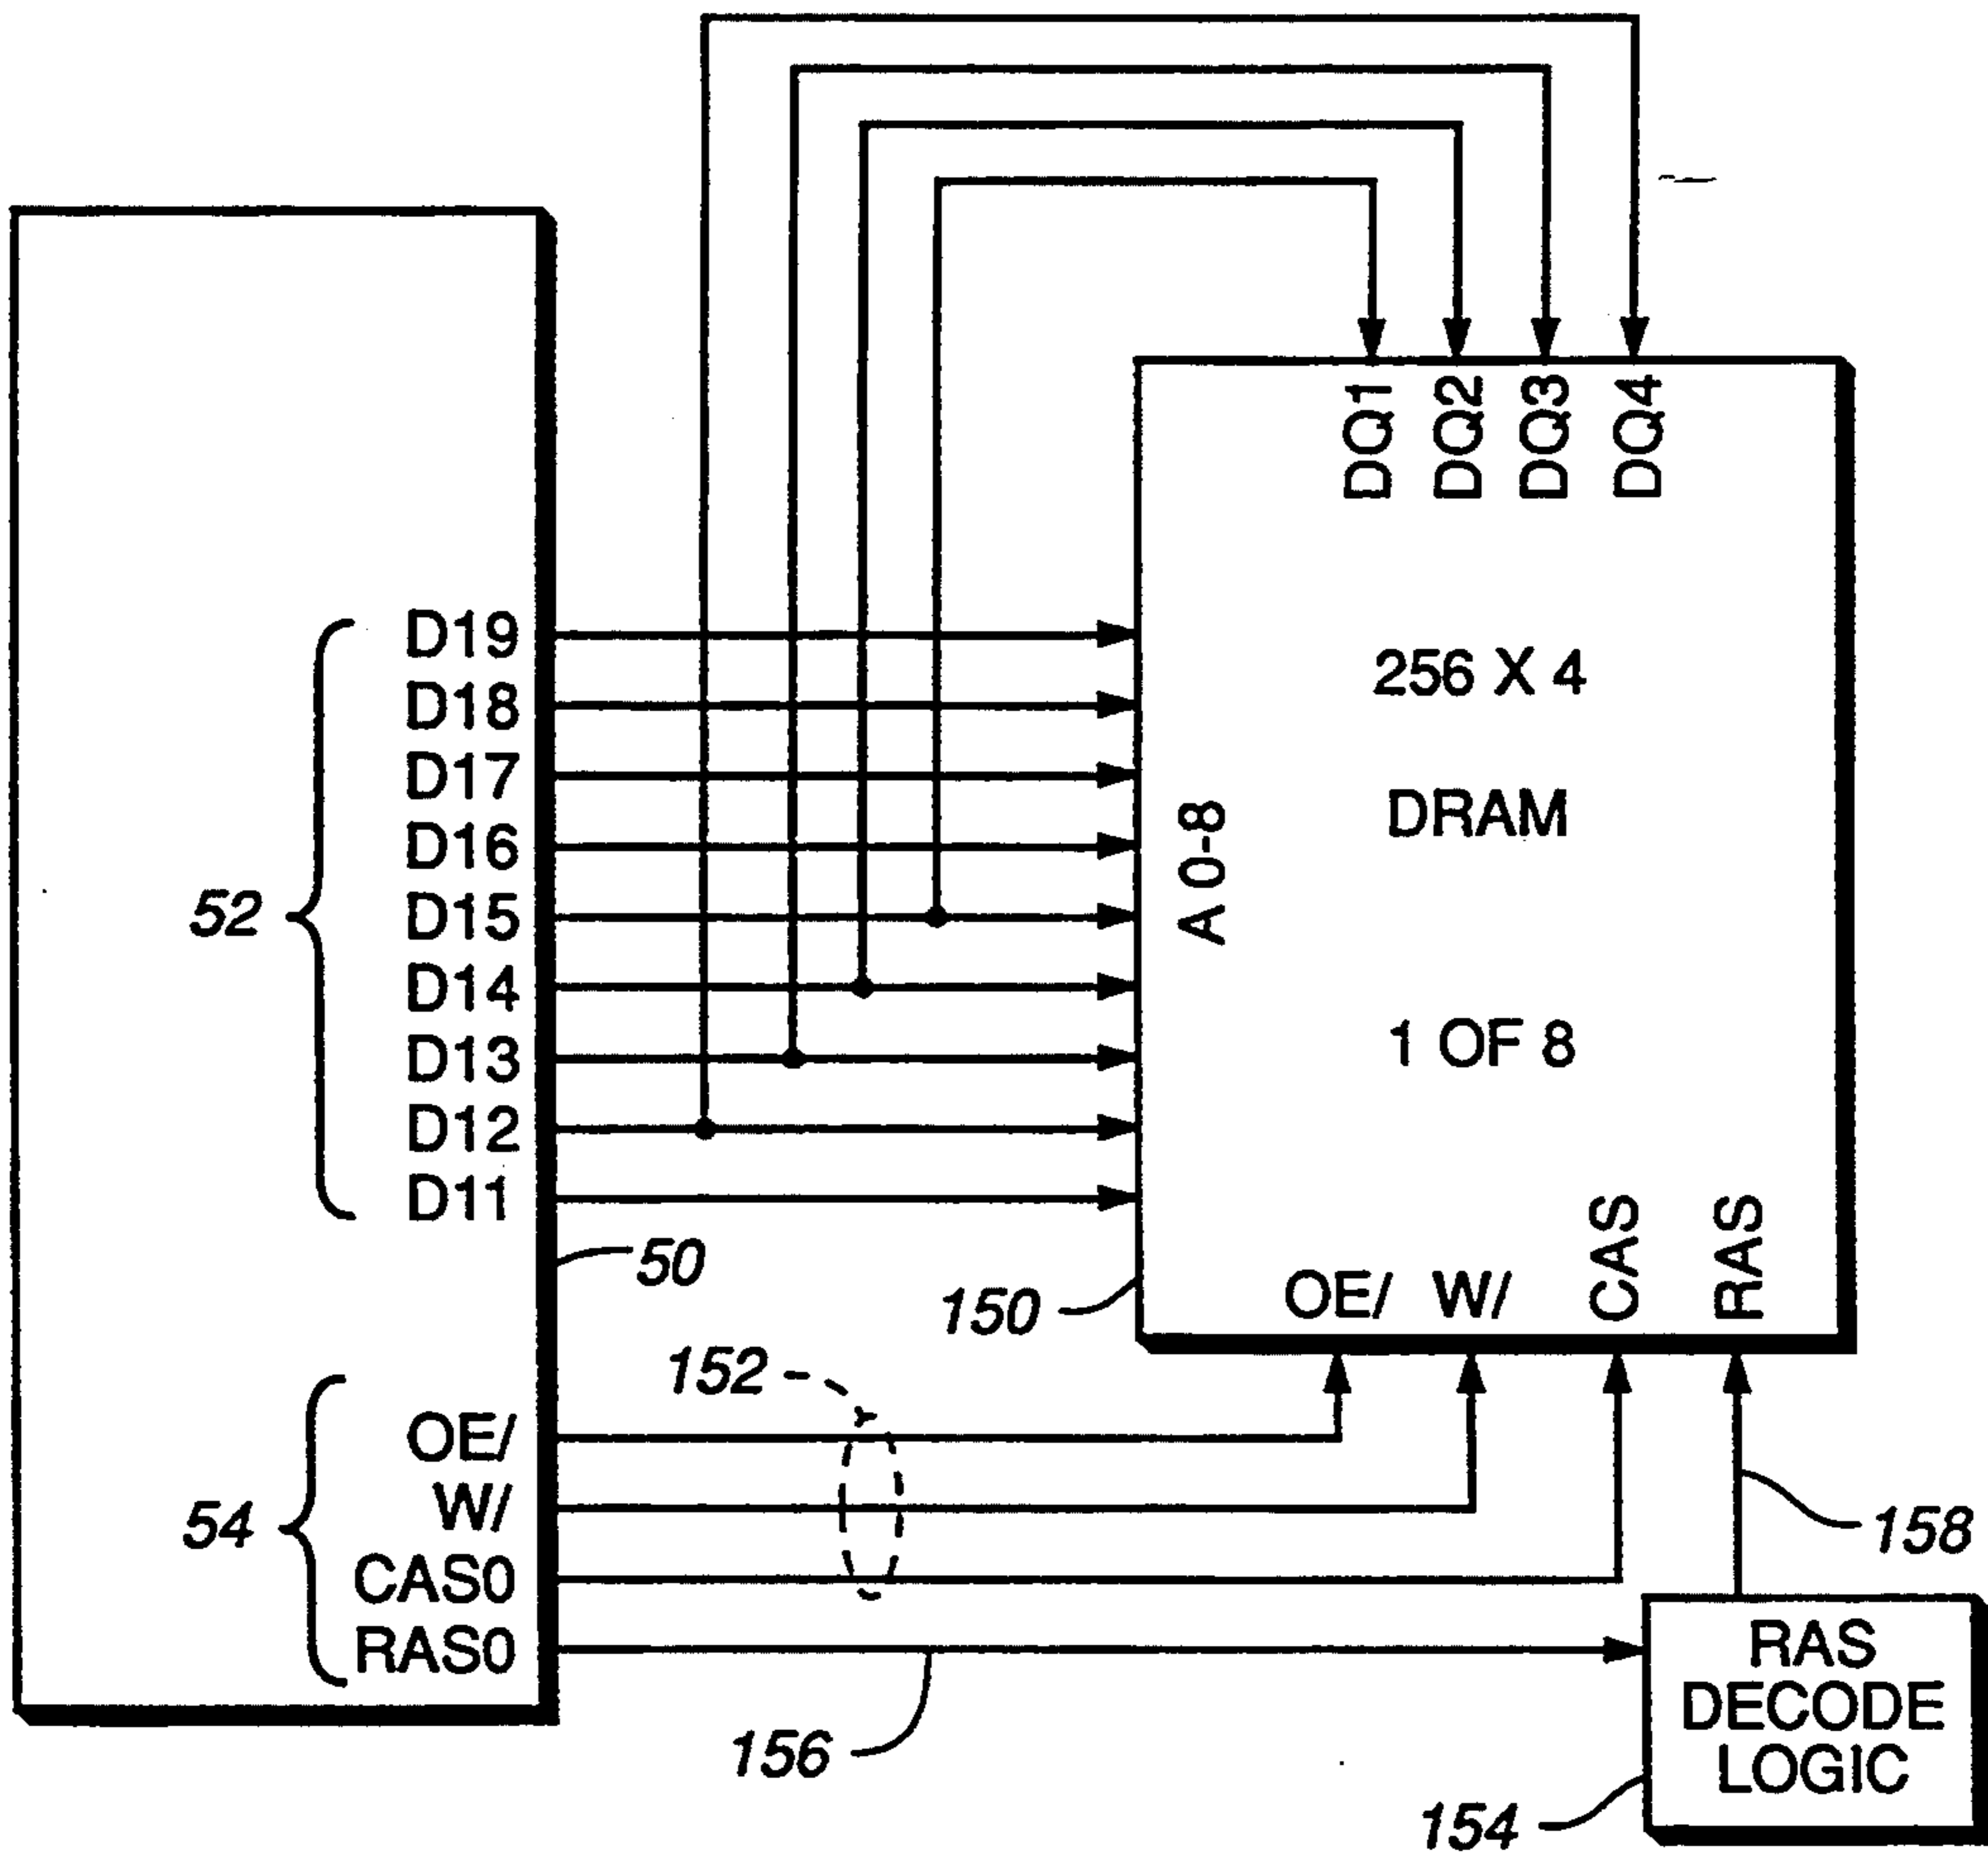 DQ1
DQ2
DQ3
DQ4
D19
D18
D17
D16
D15
D14
D13
D12
D11
52
A 0-8
256 X 4
DRAM
1 OF 8
50
150
OE/
W/
CAS
RAS
152
OE/
W/
CAS0
RAS0
54
158
156
RAS
DECODE
LOGIC
154